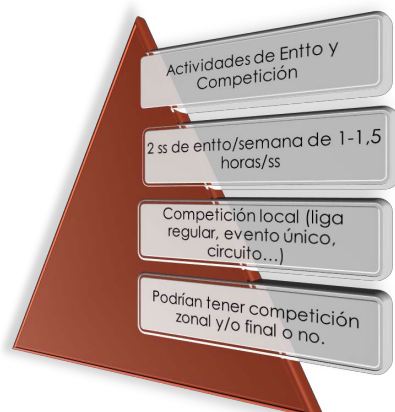 Actividades de Entto y
Competición
2 ss de entto/semana de 1-1,5
horas/ss
Competición local (liga
regular, evento único,
circuito...)
Podrían tener competición
zonal y/o final o no.